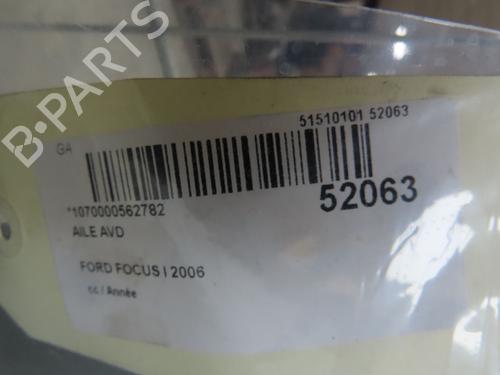 B-PARTS
GA
51510101 52063
*1070000562782
52063
AILE AVD
FORD FOCUS I 2006
cc / Année